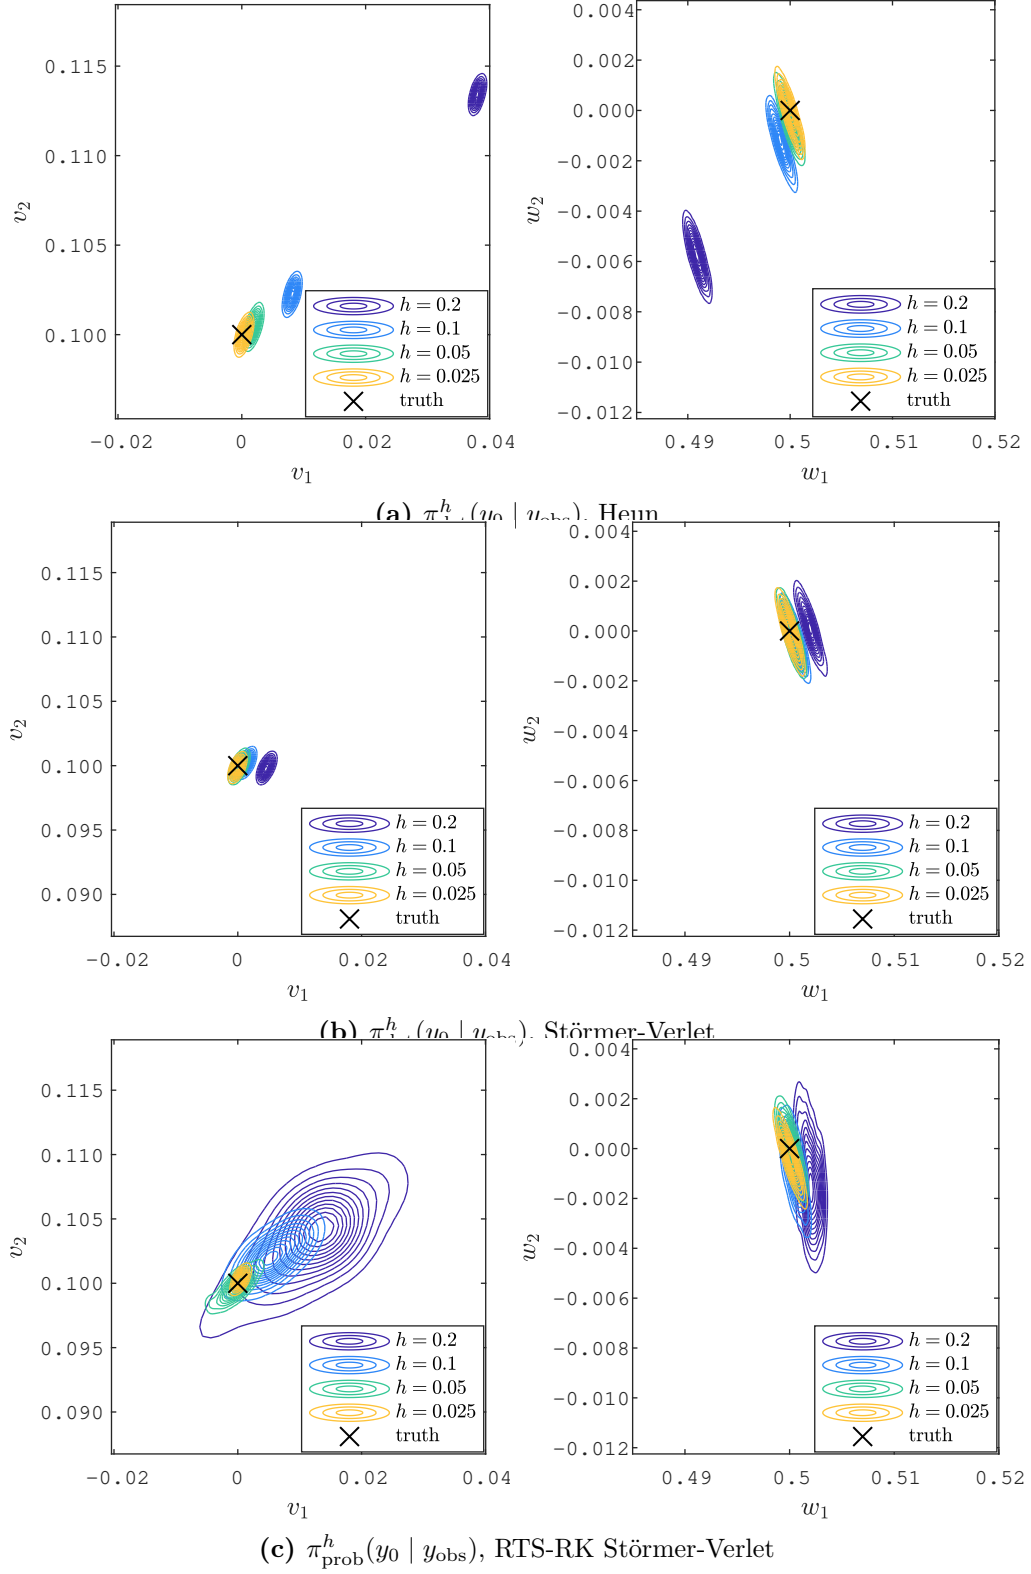 0.115
0.110
0.105
0.100
v₂
−0.02 0 0.02 0.04
v₁
h = 0.2
h = 0.1
h = 0.05
h = 0.025
truth
0.004
0.002
0.000
−0.002
−0.004
−0.006
−0.008
−0.010
−0.012
w₂
0.49 0.5 0.51 0.52
w₁
h = 0.2
h = 0.1
h = 0.05
h = 0.025
truth
(a) (y₀ | y_obs), Heun
0.115
0.110
0.105
0.100
0.095
0.090
v₂
−0.02 0 0.02 0.04
v₁
h = 0.2
h = 0.1
h = 0.05
h = 0.025
truth
0.004
0.002
0.000
−0.002
−0.004
−0.006
−0.008
−0.010
−0.012
w₂
0.49 0.5 0.51 0.52
w₁
h = 0.2
h = 0.1
h = 0.05
h = 0.025
truth
(b) (y₀ | y_obs), Störmer-Verlet
0.115
0.110
0.105
0.100
0.095
0.090
v₂
−0.02 0 0.02 0.04
v₁
h = 0.2
h = 0.1
h = 0.05
h = 0.025
truth
0.004
0.002
0.000
−0.002
−0.004
−0.006
−0.008
−0.010
−0.012
w₂
0.49 0.5 0.51 0.52
w₁
h = 0.2
h = 0.1
h = 0.05
h = 0.025
truth
(c) π^h_prob(y₀ | y_obs), RTS-RK Störmer-Verlet